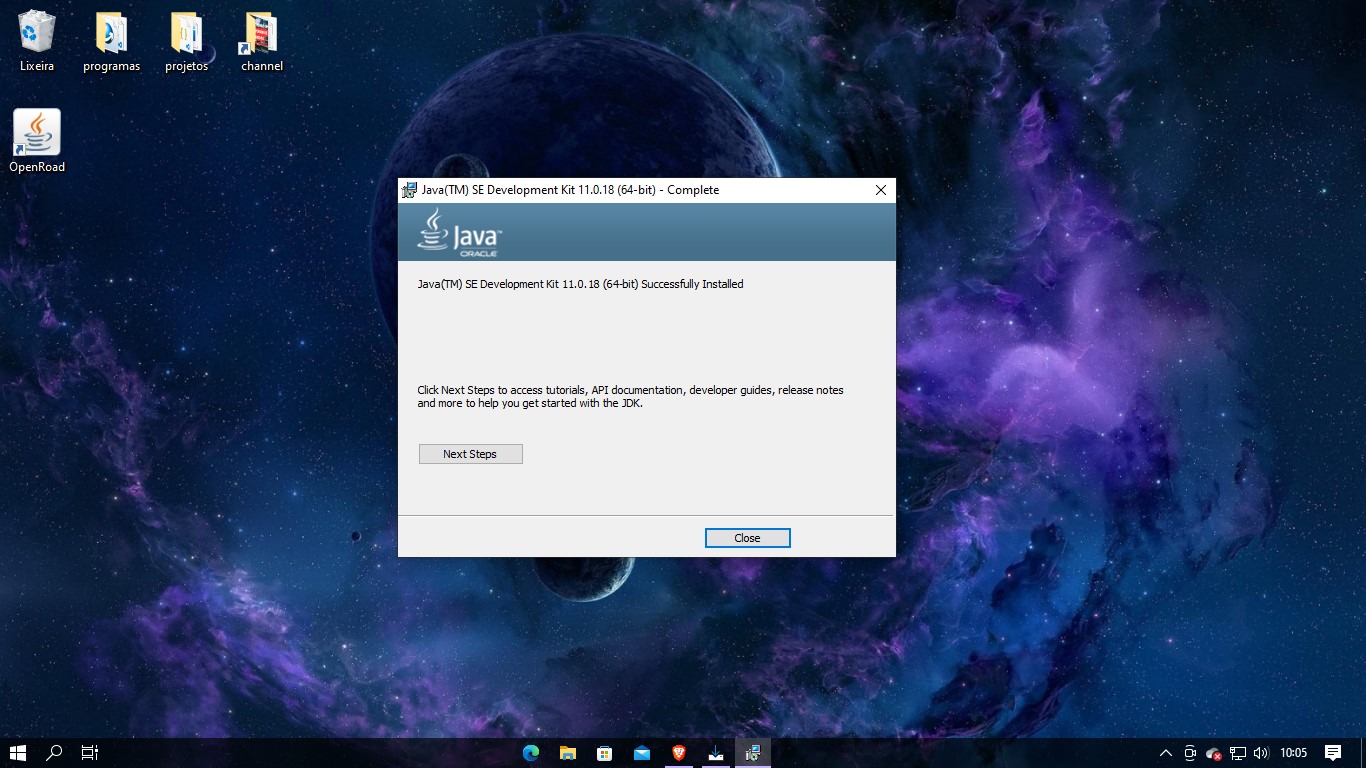 Lixeira
programas
projetos
channel
OpenRoad
Java(TM) SE Development Kit 11.0.18 (64-bit) - Complete
Java™
ORACLE
Java(TM) SE Development Kit 11.0.18 (64-bit) Successfully Installed
Click Next Steps to access tutorials, API documentation, developer guides, release notes
and more to help you get started with the JDK.
Next Steps
Close
10:05